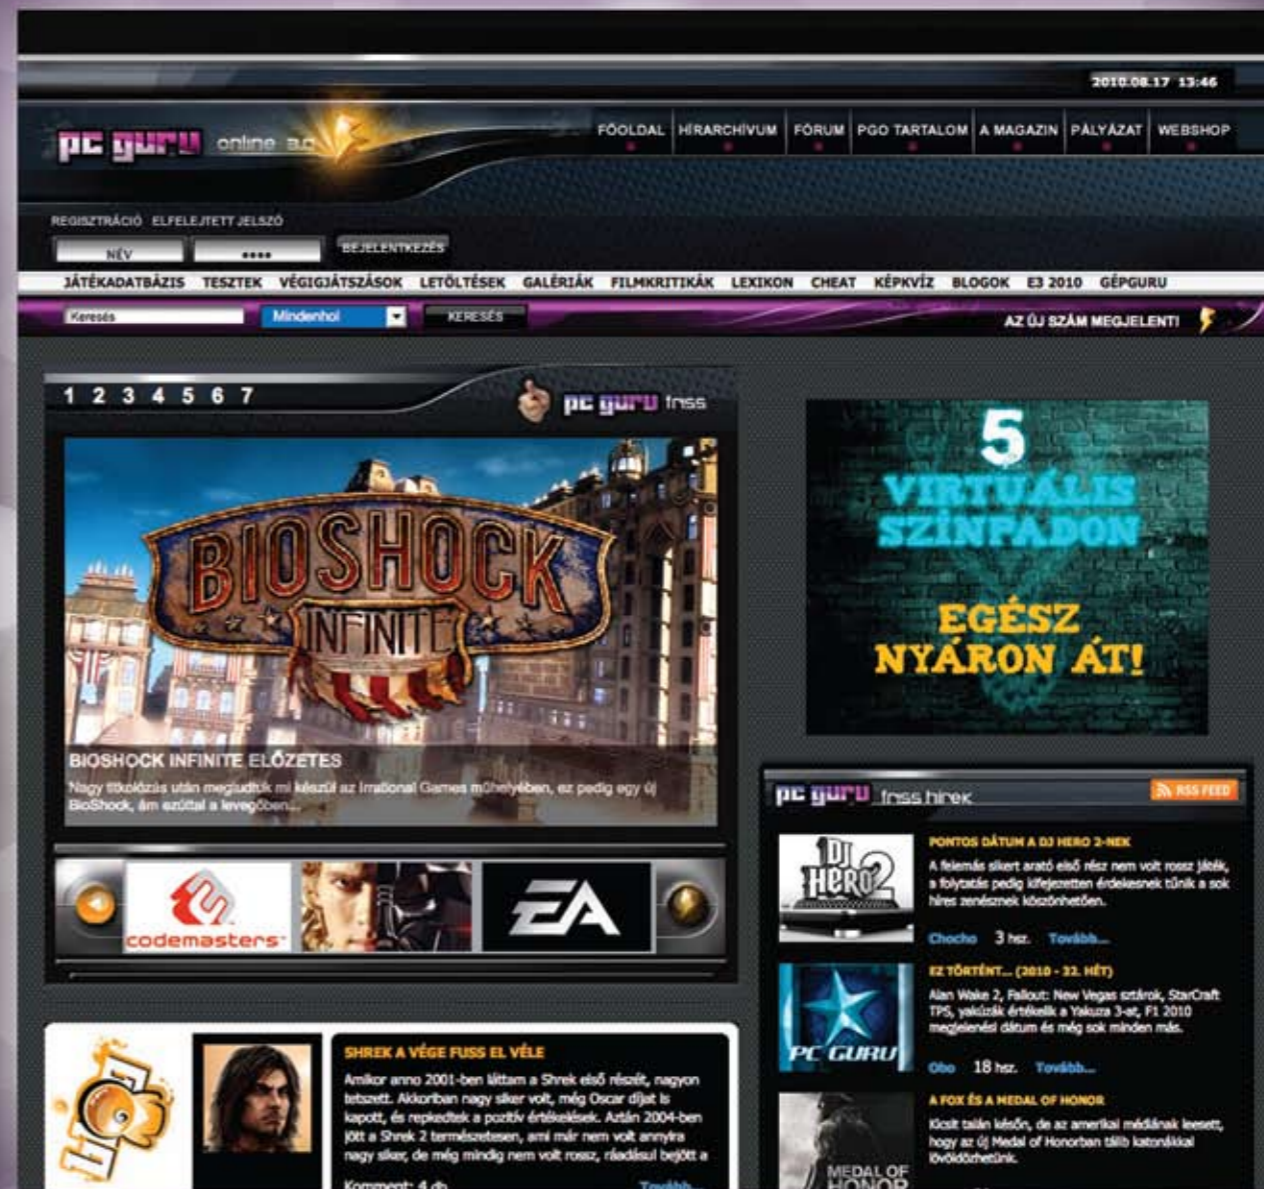 2010.08.17 13:46
pc guru online 3.0
FŐOLDAL HÍRARCHÍVUM FÓRUM PGO TARTALOM A MAGAZIN PÁLYÁZAT WEBSHOP
REGISZTRÁCIÓ ELFELEJTETT JELSZÓ
NÉV •••• BEJELENTKEZÉS
JÁTÉKADATBÁZIS TESZTEK VÉGIGJÁTSZÁSOK LETÖLTÉSEK GALÉRIÁK FILMKRITIKÁK LEXIKON CHEAT KÉPKVÍZ BLOGOK E3 2010 GÉPGURU
Keresés Mindenhol KERESÉS AZ ÚJ SZÁM MEGJELENT!
1 2 3 4 5 6 7
pc guru friss
BIOSHOCK
INFINITE
BIOSHOCK INFINITE ELŐZETES
Nagy titkolózás után megtudtuk mi készül az Irrational Games műhelyében, ez pedig egy új
BioShock, ám ezúttal a levegőben...
codemasters
EA
SHREK A VÉGE FUSS EL VÉLE
Amikor anno 2001-ben láttam a Shrek első részét, nagyon
tetszett. Akkoriban nagy siker volt, még Oscar díjat is
kapott, és repkedtek a pozitív értékelések. Aztán 2004-ben
jött a Shrek 2 természetesen, ami már nem volt annyira
nagy siker, de még mindig nem volt rossz, ráadásul bejött a
Komment: 4 db Tovább...
5
VIRTUÁLIS
SZÍNPADON
EGÉSZ
NYÁRON ÁT!
pc guru friss hírek
RSS FEED
DJ
HERO2
PONTOS DÁTUM A DJ HERO 2-NEK
A felemás sikert arató első rész nem volt rossz játék,
a folytatás pedig kifejezetten érdekesnek tűnik a sok
híres zenésznek köszönhetően.
Chocho 3 hsz. Tovább...
PC GURU
EZ TÖRTÉNT... (2010 - 32. HÉT)
Alan Wake 2, Fallout: New Vegas sztárok, StarCraft
TPS, yakúzák értékelik a Yakuza 3-at, F1 2010
megjelenési dátum és még sok minden más.
Obo 18 hsz. Tovább...
MEDAL OF
HONOR
A FOX ÉS A MEDAL OF HONOR
Kicsit talán későn, de az amerikai médiának leesett,
hogy az új Medal of Honorban tálib katonákkal
lövöldözhetünk.